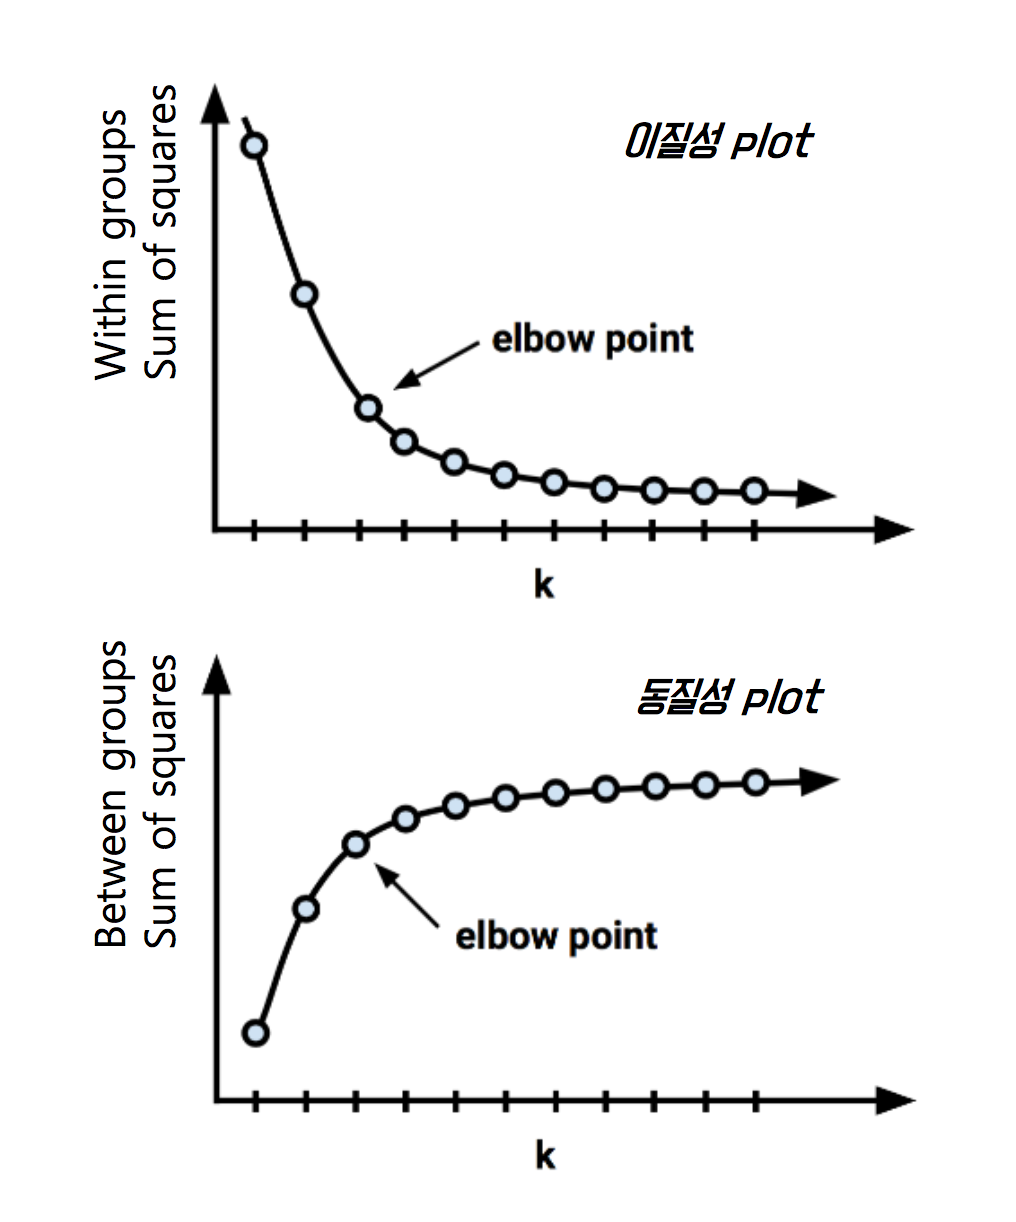 Within groups
Sum of squares
이질성 plot
elbow point
k
Between groups
Sum of squares
동질성 plot
elbow point
k